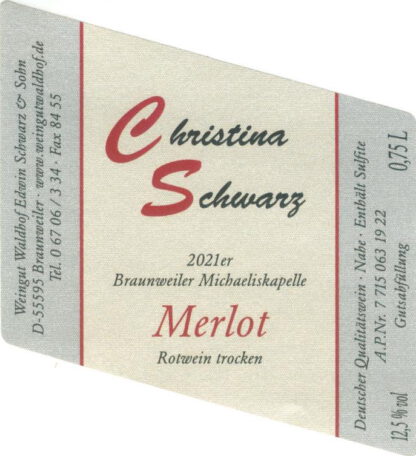 Weingut Waldhof Edwin Schwarz & Sohn
D-55595 Braunweiler · www.weingutwaldhof.de
Tel. 0 67 06 / 3 34 · Fax 84 55
Christina
Schwarz
2021er
Braunweiler Michaeliskapelle
Merlot
Rotwein trocken
Deutscher Qualitätswein · Nahe · Enthält Sulfite
A.P.Nr. 7 715 063 19 22
Gutsabfüllung
12,5 % vol
0,75 L